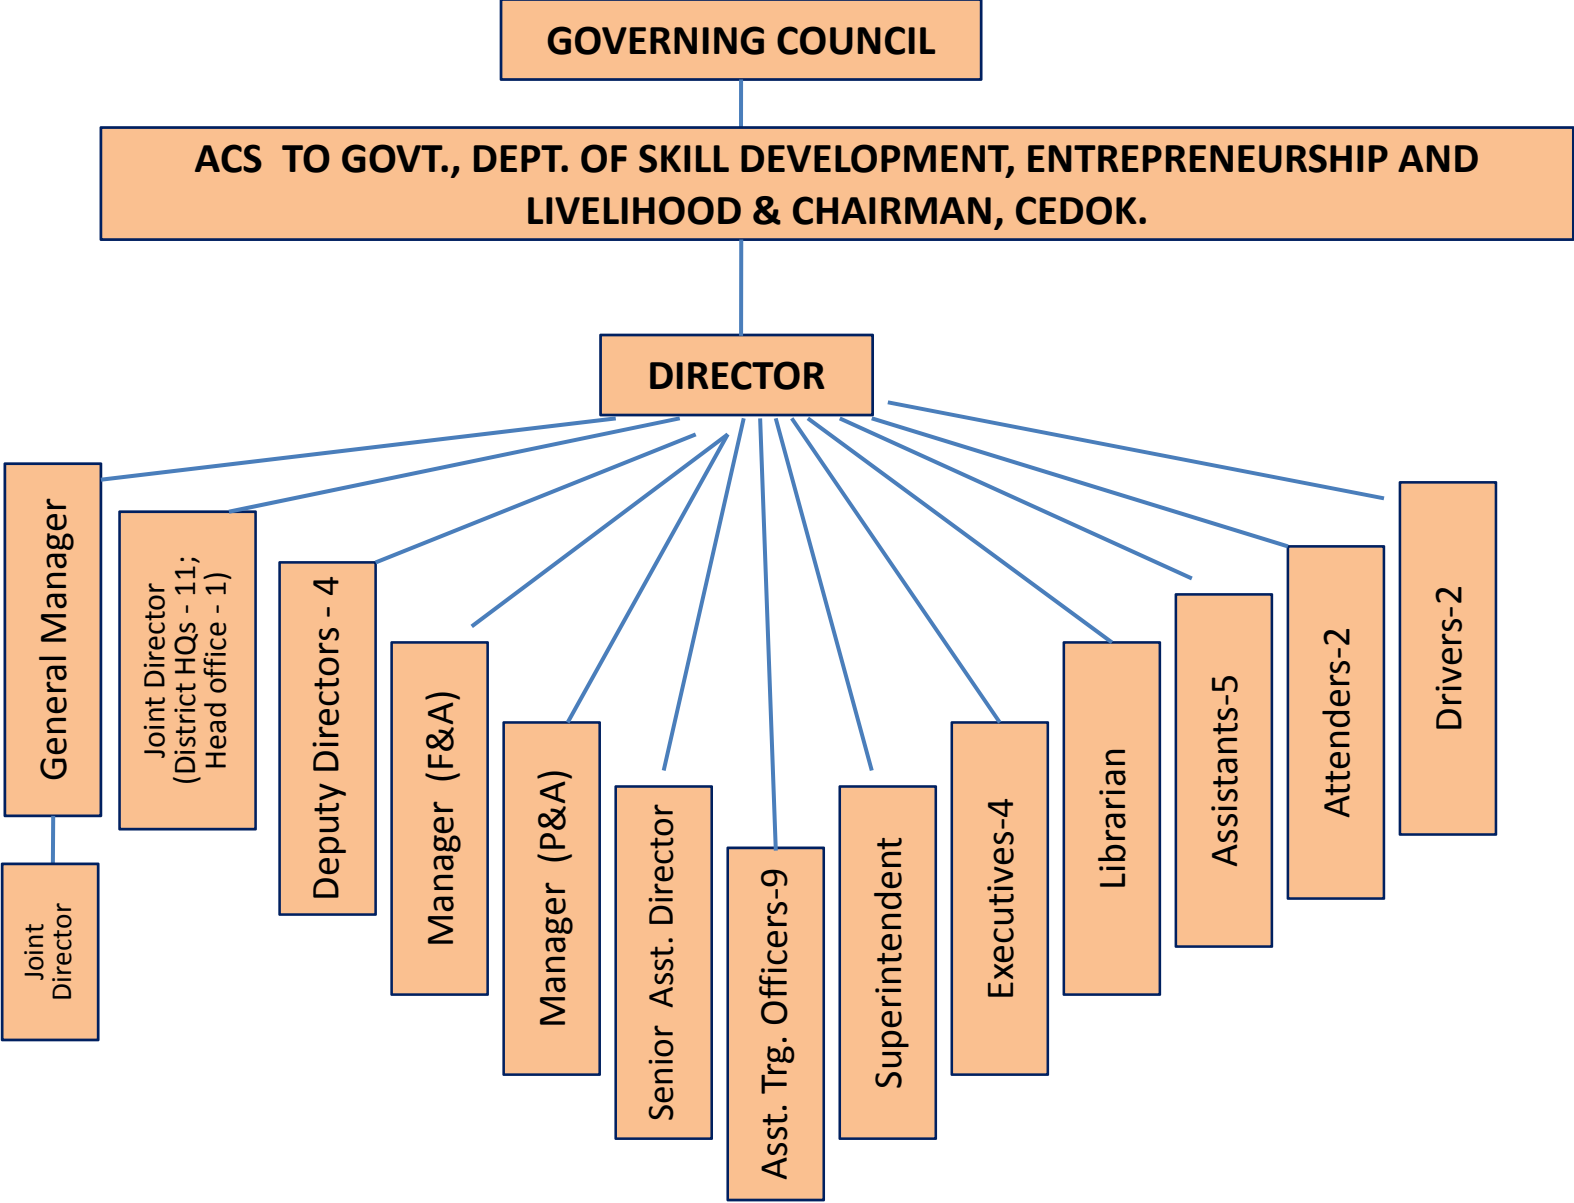 GOVERNING COUNCIL
ACS TO GOVT., DEPT. OF SKILL DEVELOPMENT, ENTREPRENEURSHIP AND
LIVELIHOOD & CHAIRMAN, CEDOK.
DIRECTOR
General Manager
Joint Director
(District HQs - 11;
Head office - 1)
Deputy Directors - 4
Manager (F&A)
Manager (P&A)
Senior Asst. Director
Asst. Trg. Officers-9
Superintendent
Executives-4
Librarian
Assistants-5
Attenders-2
Drivers-2
Joint
Director